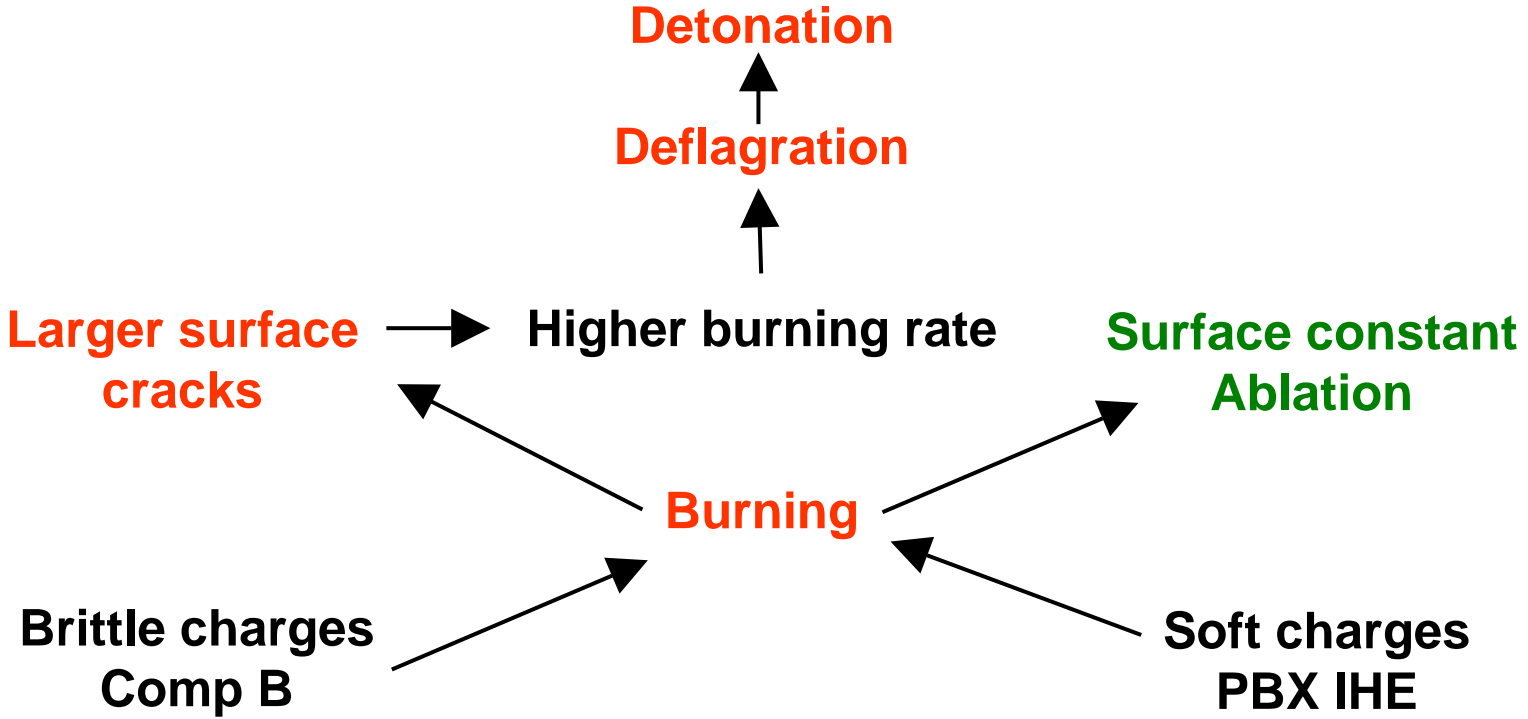 Detonation
Deflagration
Larger surface
cracks
Higher burning rate
Surface constant
Ablation
Burning
Brittle charges
Comp B
Soft charges
PBX IHE